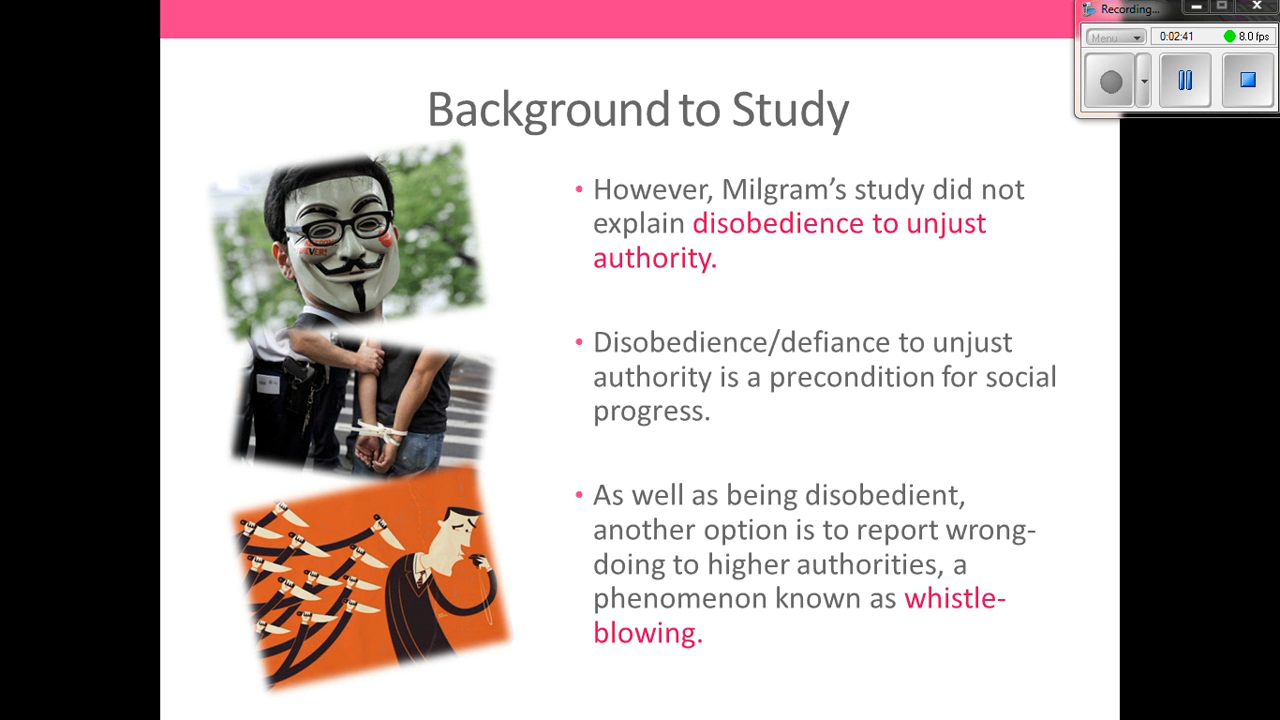 Recording...
Menu
0:02:41
8.0 fps
Background to Study
• However, Milgram’s study did not
explain disobedience to unjust
authority.
• Disobedience/defiance to unjust
authority is a precondition for social
progress.
• As well as being disobedient,
another option is to report wrong-
doing to higher authorities, a
phenomenon known as whistle-
blowing.